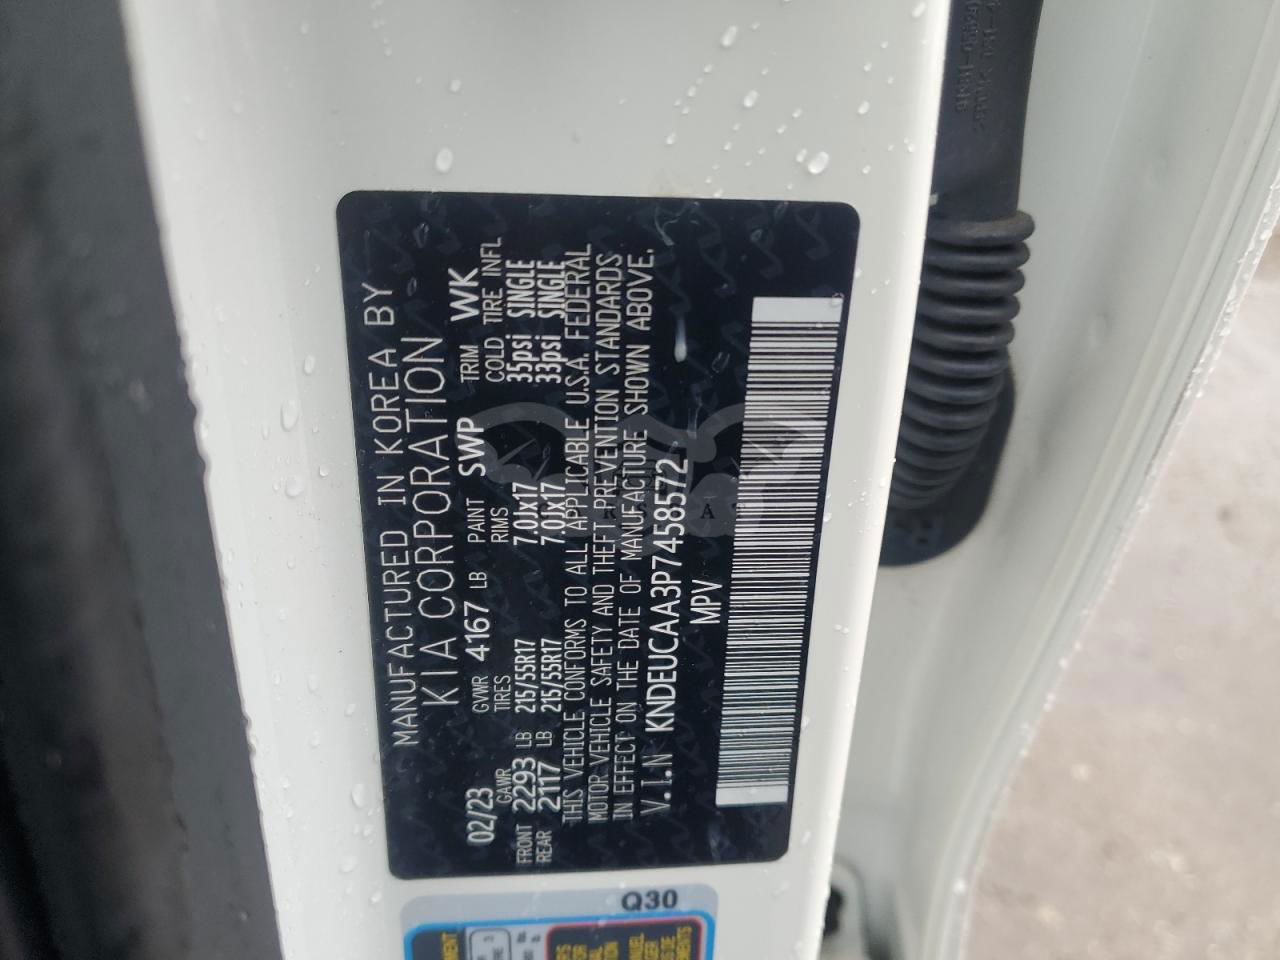 MANUFACTURED IN KOREA BY
KIA CORPORATION
02/23 GVWR 4167 LB PAINT SWP TRIM WK
GAWR TIRES RIMS COLD TIRE INFL
FRONT 2293 LB 215/55R17 7.0Jx17 35psi SINGLE
REAR 2117 LB 215/55R17 7.0Jx17 33psi SINGLE
THIS VEHICLE CONFORMS TO ALL APPLICABLE U.S.A. FEDERAL
MOTOR VEHICLE SAFETY AND THEFT PREVENTION STANDARDS
IN EFFECT ON THE DATE OF MANUFACTURE SHOWN ABOVE.
V.I.N KNDEUCAA3P7458572
MPV
Q30